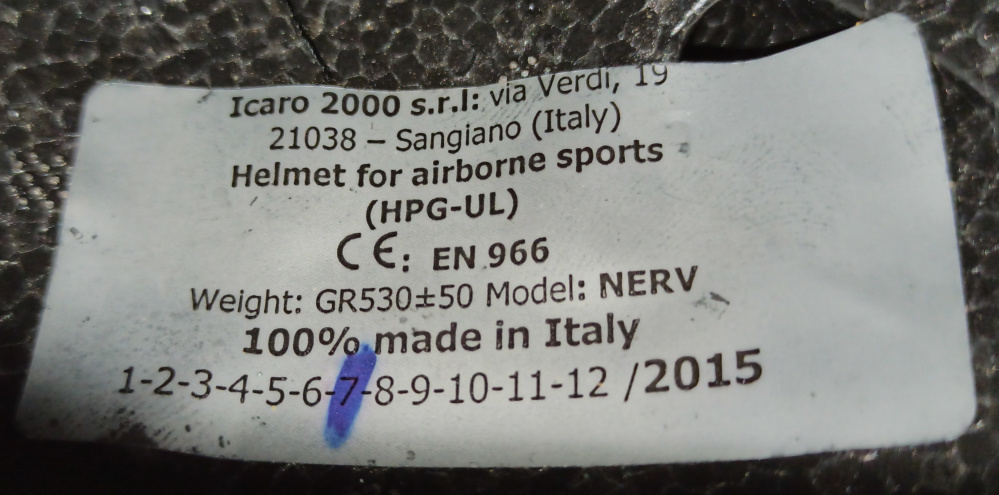 Icaro 2000 s.r.l: via Verdi, 19
21038 – Sangiano (Italy)
Helmet for airborne sports
(HPG-UL)
CE: EN 966
Weight: GR530±50 Model: NERV
100% made in Italy
1-2-3-4-5-6-7-8-9-10-11-12 /2015